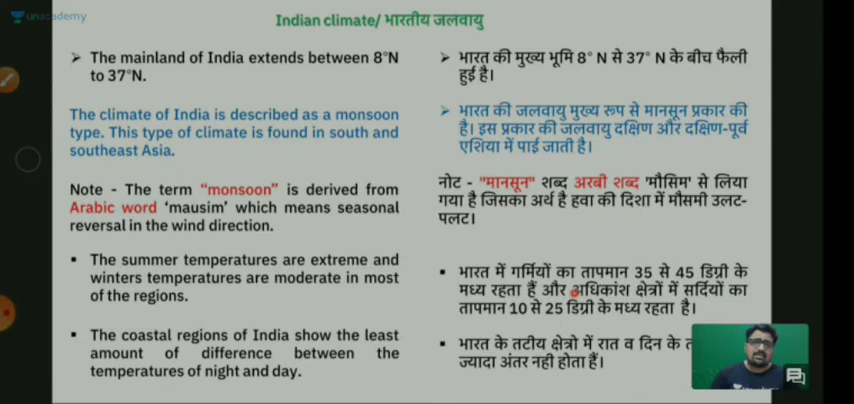 unacademy
Indian climate/ भारतीय जलवायु
➢ The mainland of India extends between 8°N
to 37°N.
The climate of India is described as a monsoon
type. This type of climate is found in south and
southeast Asia.
Note - The term “monsoon” is derived from
Arabic word ‘mausim’ which means seasonal
reversal in the wind direction.
▪ The summer temperatures are extreme and
winters temperatures are moderate in most
of the regions.
▪ The coastal regions of India show the least
amount of difference between the
temperatures of night and day.
➢ भारत की मुख्य भूमि 8° N से 37° N के बीच फैली
हुई है।
➢ भारत की जलवायु मुख्य रूप से मानसून प्रकार की
है। इस प्रकार की जलवायु दक्षिण और दक्षिण-पूर्व
एशिया में पाई जाती है।
नोट - "मानसून" शब्द अरबी शब्द 'मौसिम' से लिया
गया है जिसका अर्थ है हवा की दिशा में मौसमी उलट-
पलट।
▪ भारत में गर्मियों का तापमान 35 से 45 डिग्री के
मध्य रहता हैं और अधिकांश क्षेत्रों में सर्दियों का
तापमान 10 से 25 डिग्री के मध्य रहता है।
▪ भारत के तटीय क्षेत्रो में रात व दिन के
ज्यादा अंतर नही होता हैं।